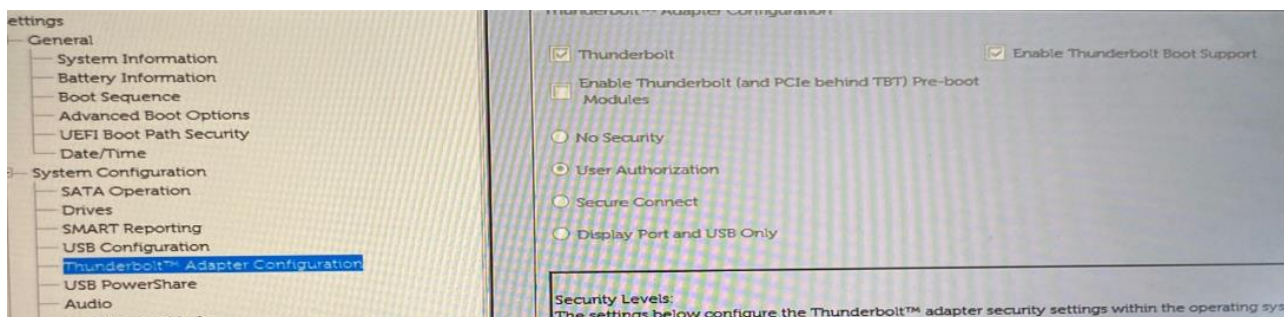 ettings
General
System Information
Battery Information
Boot Sequence
Advanced Boot Options
UEFI Boot Path Security
Date/Time
System Configuration
SATA Operation
Drives
SMART Reporting
USB Configuration
Thunderbolt™ Adapter Configuration
USB PowerShare
Audio
Thunderbolt™ Adapter Configuration
Thunderbolt
Enable Thunderbolt Boot Support
Enable Thunderbolt (and PCIe behind TBT) Pre-boot
Modules
No Security
User Authorization
Secure Connect
Display Port and USB Only
Security Levels:
The settings below configure the Thunderbolt™ adapter security settings within the operating sys